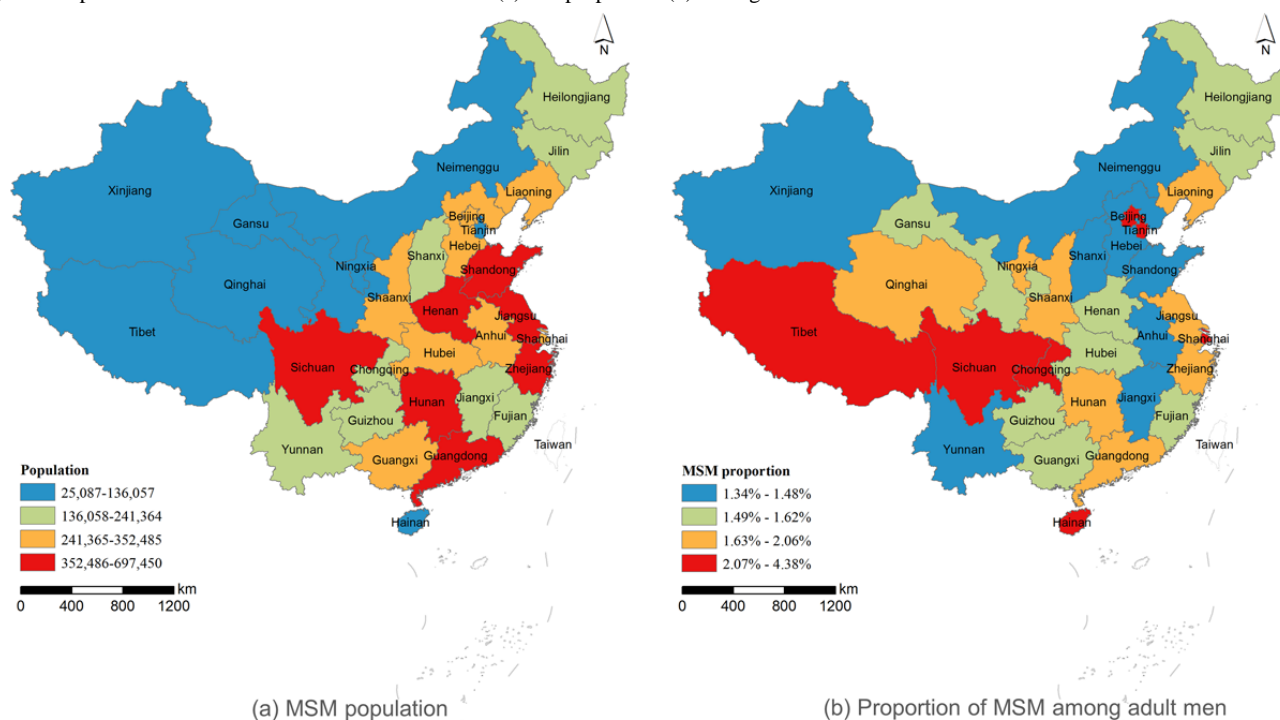 N
Heilongjiang
Jilin
Neimenggu
Liaoning
Xinjiang
Gansu
Beijing
Tianjin
Hebei
Shanxi
Ningxia
Shandong
Qinghai
Shaanxi
Henan
Jiangsu
Tibet
Anhui
Shanghai
Hubei
Sichuan
Chongqing
Zhejiang
Hunan
Jiangxi
Guizhou
Fujian
Yunnan
Guangxi
Guangdong
Taiwan
Hainan
Population
25,087-136,057
136,058-241,364
241,365-352,485
352,486-697,450
km
0 400 800 1200
(a) MSM population
N
Heilongjiang
Jilin
Neimenggu
Liaoning
Xinjiang
Beijing
Gansu
Tianjin
Hebei
Shanxi
Ningxia
Shandong
Qinghai
Shaanxi
Henan
Jiangsu
Tibet
Anhui
Shanghai
Hubei
Sichuan
Chongqing
Zhejiang
Hunan
Jiangxi
Guizhou
Fujian
Yunnan
Guangxi
Guangdong
Taiwan
Hainan
MSM proportion
1.34% - 1.48%
1.49% - 1.62%
1.63% - 2.06%
2.07% - 4.38%
km
0 400 800 1200
(b) Proportion of MSM among adult men